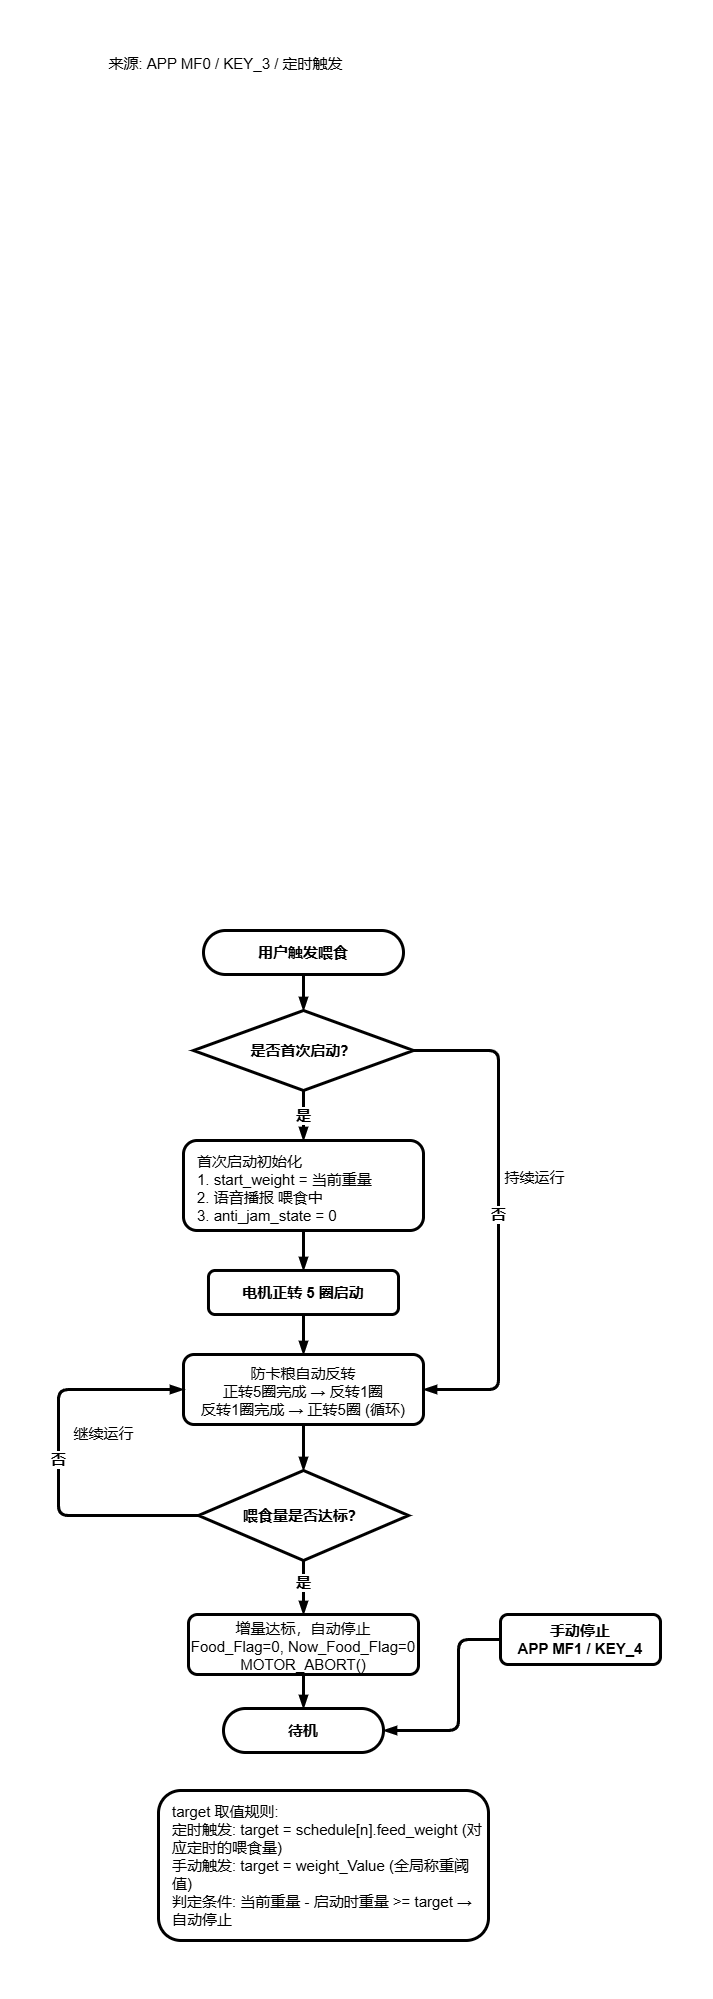 来源: APP MF0 / KEY_3 / 定时触发
用户触发喂食
是否首次启动?
是
首次启动初始化
1. start_weight = 当前重量
2. 语音播报 喂食中
3. anti_jam_state = 0
持续运行
否
电机正转 5 圈启动
防卡粮自动反转
正转5圈完成 → 反转1圈
反转1圈完成 → 正转5圈 (循环)
继续运行
否
喂食量是否达标?
是
增量达标，自动停止
Food_Flag=0, Now_Food_Flag=0
MOTOR_ABORT()
手动停止
APP MF1 / KEY_4
待机
target 取值规则:
定时触发: target = schedule[n].feed_weight (对
应定时的喂食量)
手动触发: target = weight_Value (全局称重阈
值)
判定条件: 当前重量 - 启动时重量 >= target →
自动停止